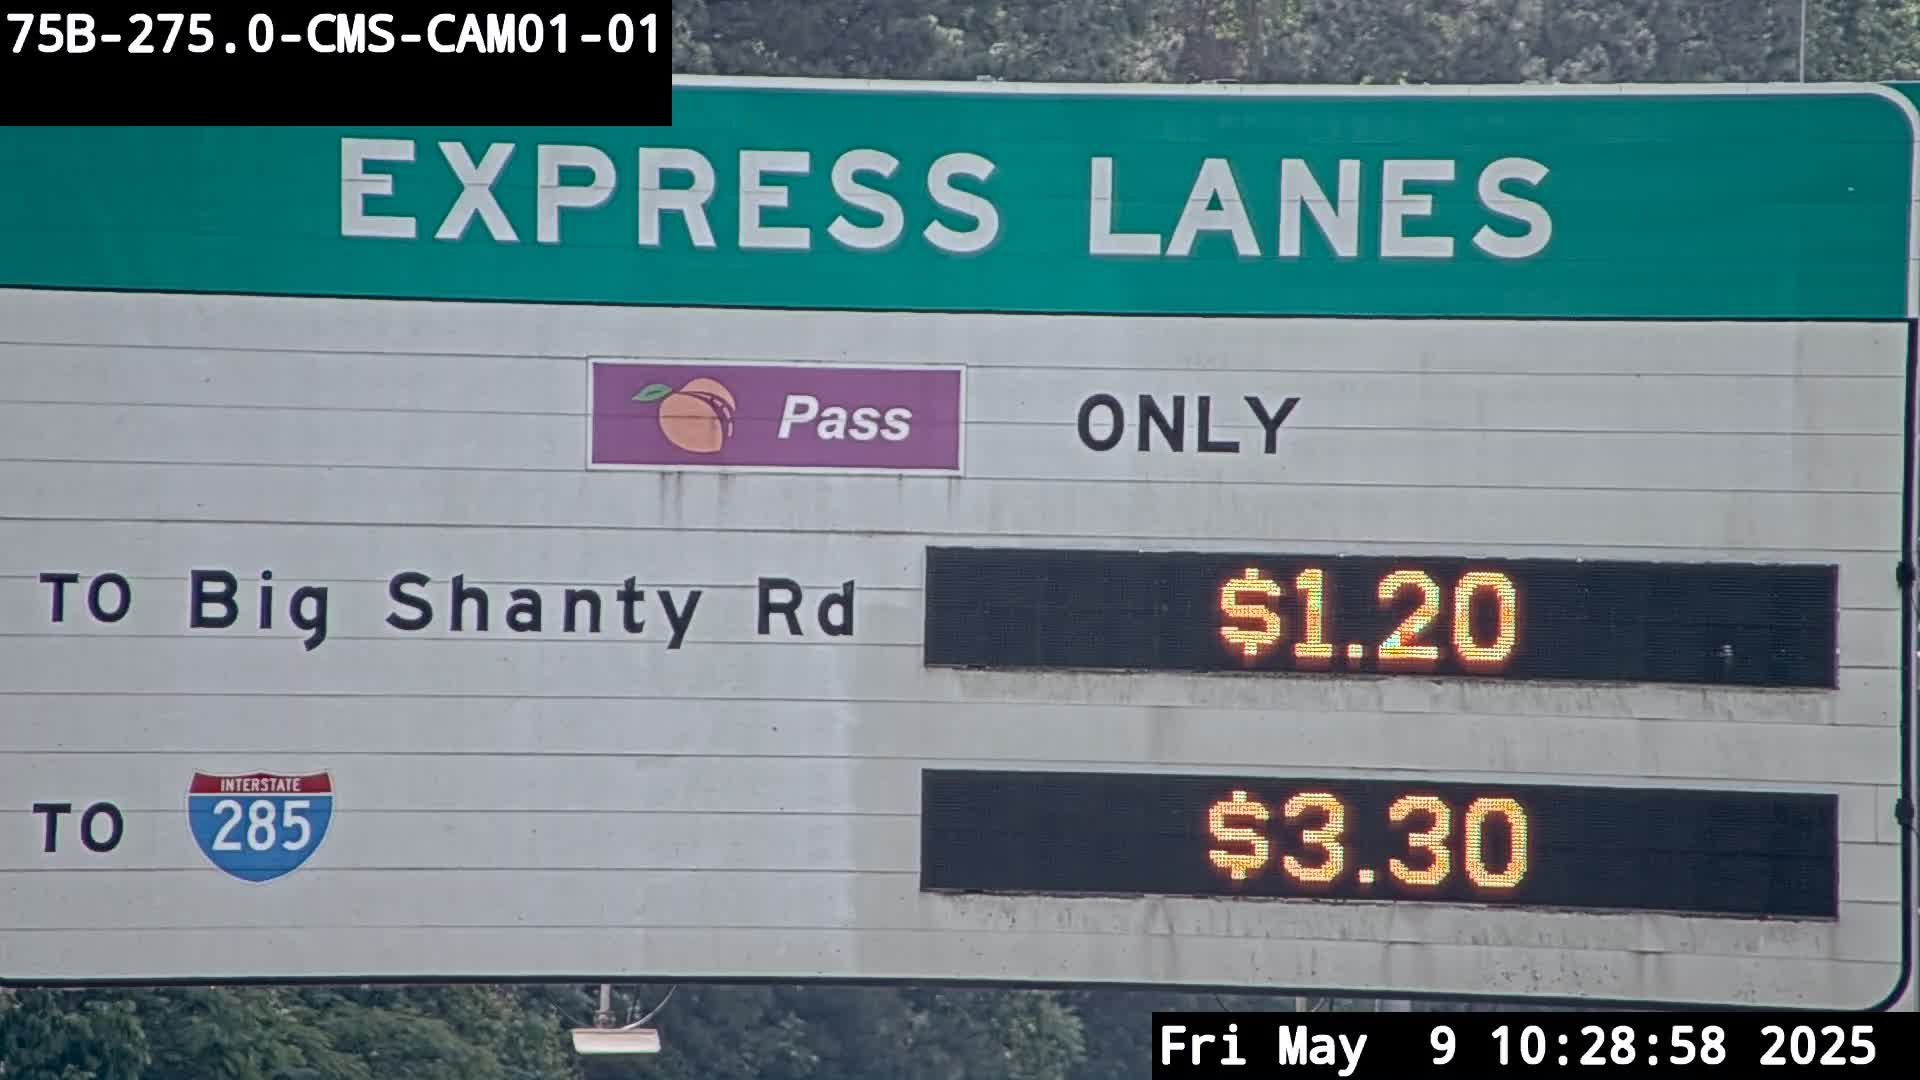 75B-275.0-CMS-CAM01-01
EXPRESS LANES
Pass ONLY
TO Big Shanty Rd $1.20
INTERSTATE
TO 285 $3.30
Fri May 9 10:28:58 2025